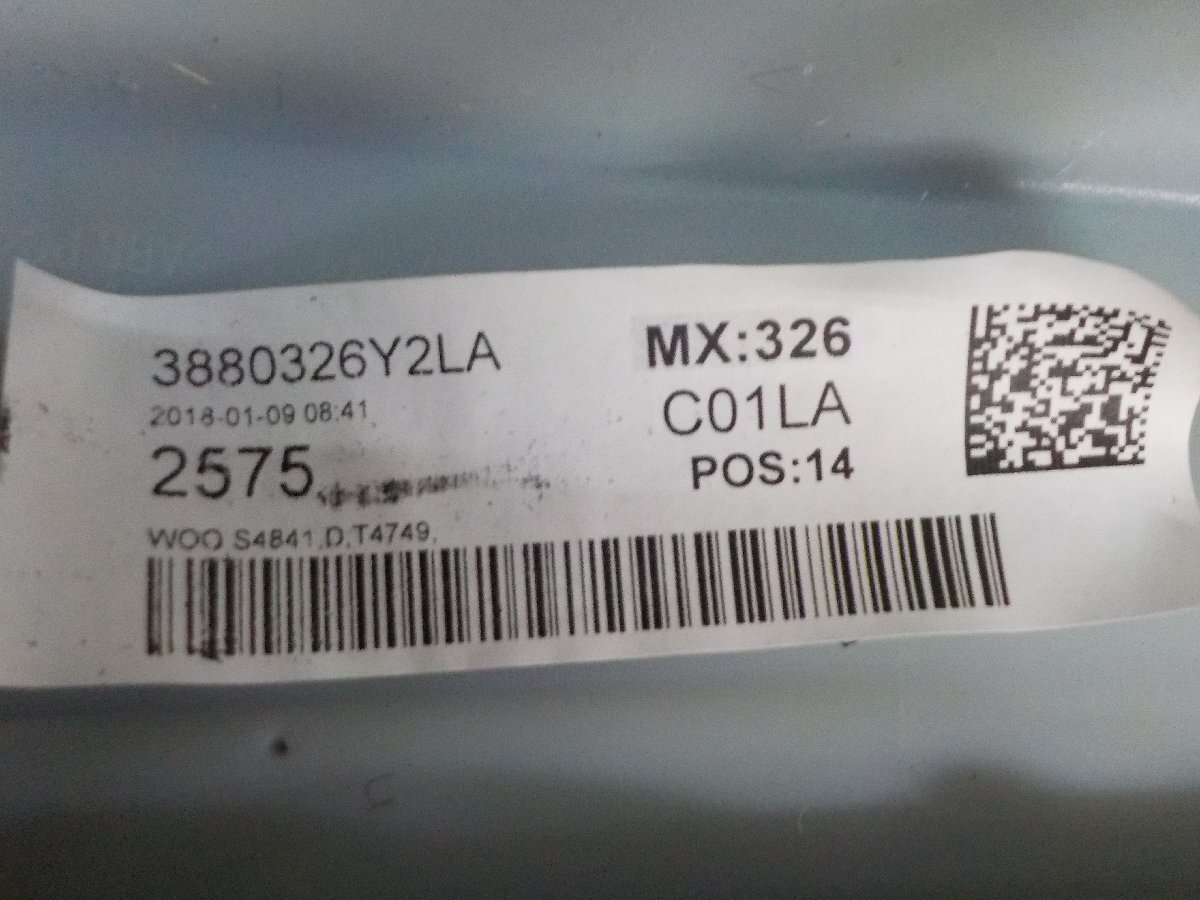 3880326Y2LA
2018-01-09 08:41
2575
WOO,S4841,D,T4749,
MX:326
C01LA
POS:14